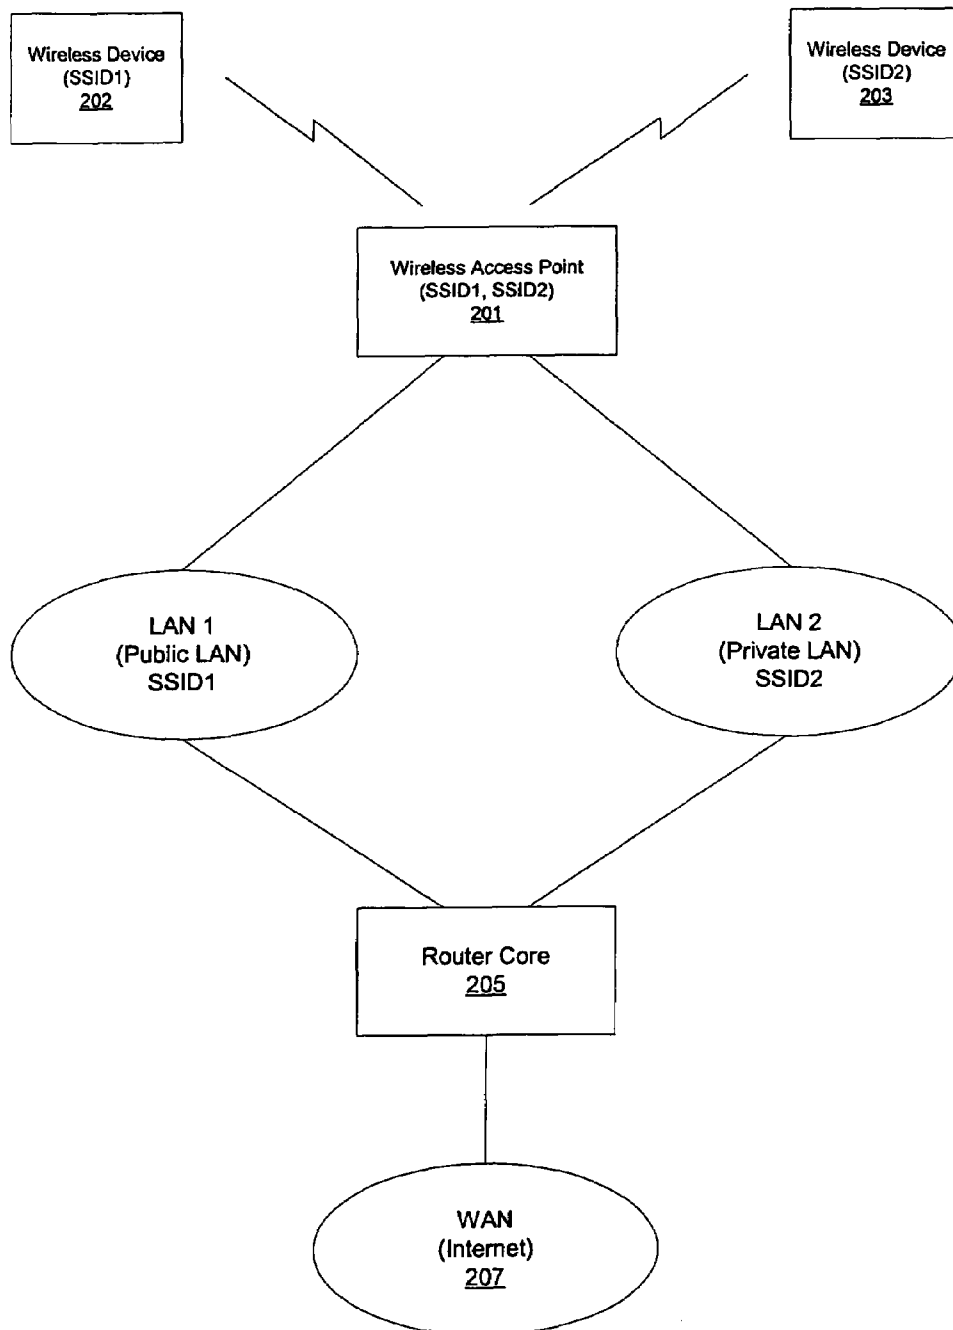 Wireless Device
(SSID1)
202
Wireless Device
(SSID2)
203
Wireless Access Point
(SSID1, SSID2)
201
LAN 1
(Public LAN)
SSID1
LAN 2
(Private LAN)
SSID2
Router Core
205
WAN
(Internet)
207